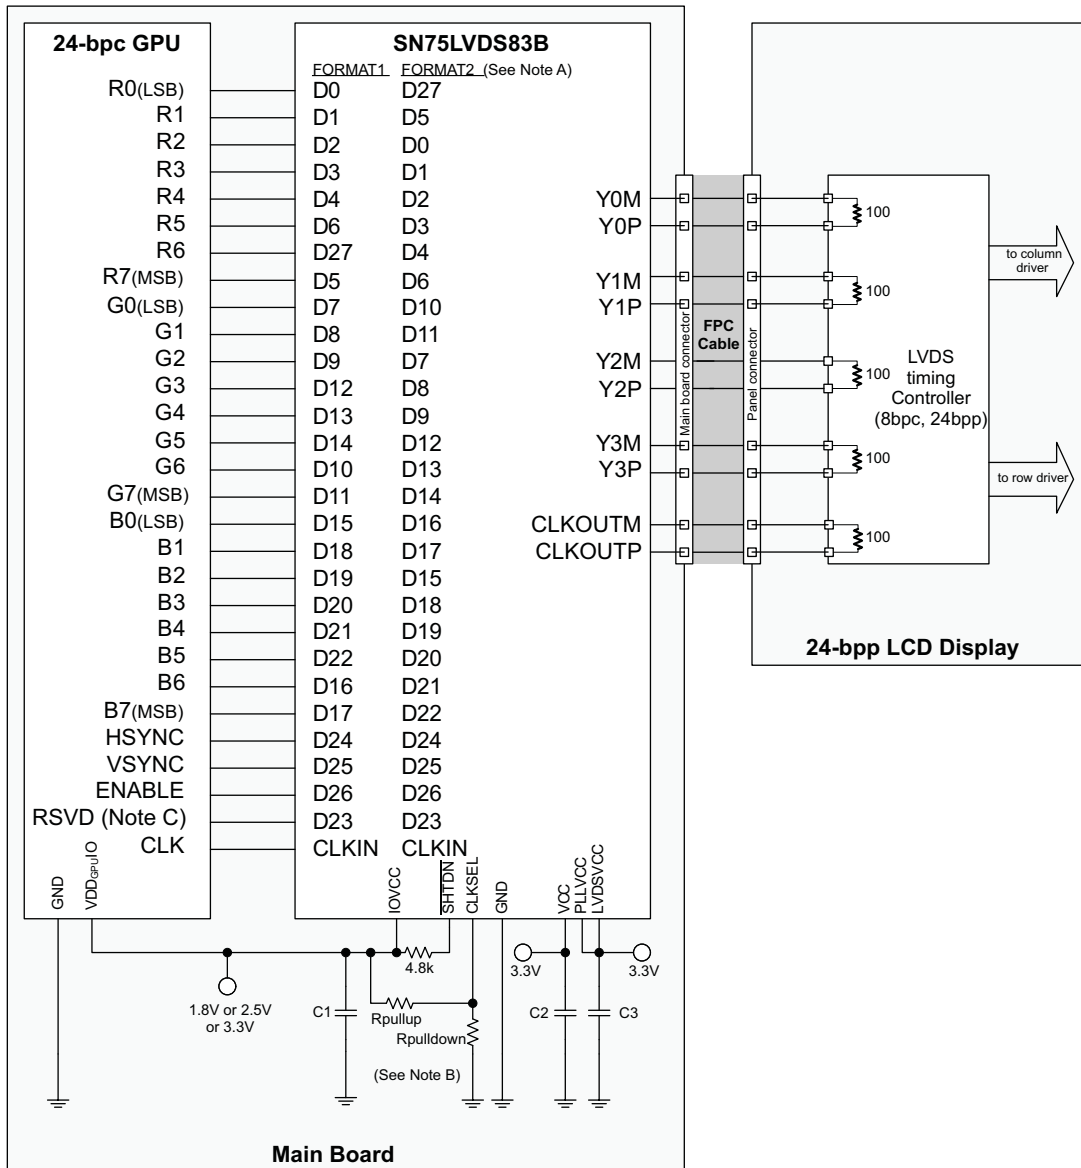 24-bpc GPU
SN75LVDS83B
FORMAT1 FORMAT2 (See Note A)
R0(LSB) D0 D27
R1 D1 D5
R2 D2 D0
R3 D3 D1
R4 D4 D2
R5 D6 D3
R6 D27 D4
R7(MSB) D5 D6
G0(LSB) D7 D10
G1 D8 D11
G2 D9 D7
G3 D12 D8
G4 D13 D9
G5 D14 D12
G6 D10 D13
G7(MSB) D11 D14
B0(LSB) D15 D16
B1 D18 D17
B2 D19 D15
B3 D20 D18
B4 D21 D19
B5 D22 D20
B6 D16 D21
B7(MSB) D17 D22
HSYNC D24 D24
VSYNC D25 D25
ENABLE D26 D26
RSVD (Note C) D23 D23
CLK CLKIN CLKIN
Y0M
Y0P
Y1M
Y1P
Y2M
Y2P
Y3M
Y3P
CLKOUTM
CLKOUTP
Main board connector
FPC
Cable
Panel connector
100
100
100
100
100
LVDS
timing
Controller
(8bpc, 24bpp)
to column
driver
to row driver
24-bpp LCD Display
GND
VDDGPUIO
IOVCC
SHTDN
CLKSEL
GND
VCC
PLLVCC
LVDSVCC
4.8k
3.3V
3.3V
1.8V or 2.5V
or 3.3V
C1
Rpullup
Rpulldown
C2
C3
(See Note B)
Main Board